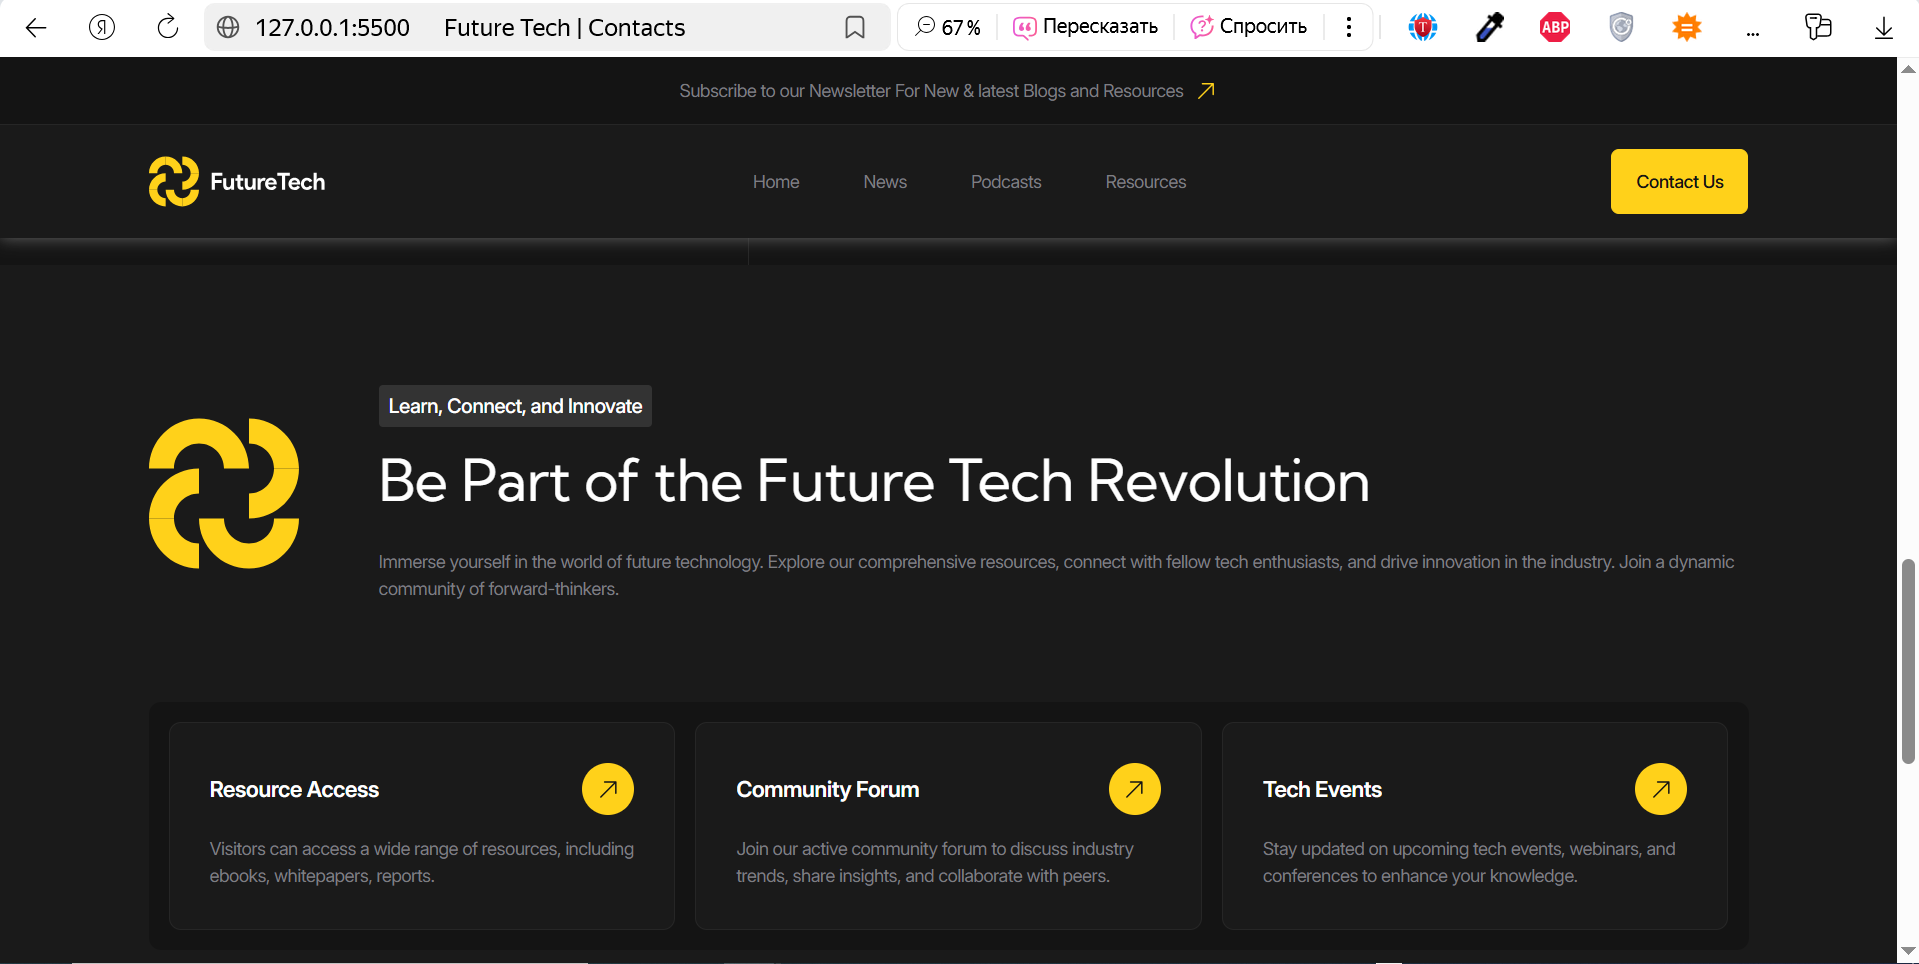 Я
127.0.0.1:5500 Future Tech | Contacts 67 % Пересказать Спросить T ABP ...
Subscribe to our Newsletter For New & latest Blogs and Resources
FutureTech Home News Podcasts Resources Contact Us
Learn, Connect, and Innovate
Be Part of the Future Tech Revolution
Immerse yourself in the world of future technology. Explore our comprehensive resources, connect with fellow tech enthusiasts, and drive innovation in the industry. Join a dynamic
community of forward-thinkers.
Resource Access
Visitors can access a wide range of resources, including
ebooks, whitepapers, reports.
Community Forum
Join our active community forum to discuss industry
trends, share insights, and collaborate with peers.
Tech Events
Stay updated on upcoming tech events, webinars, and
conferences to enhance your knowledge.